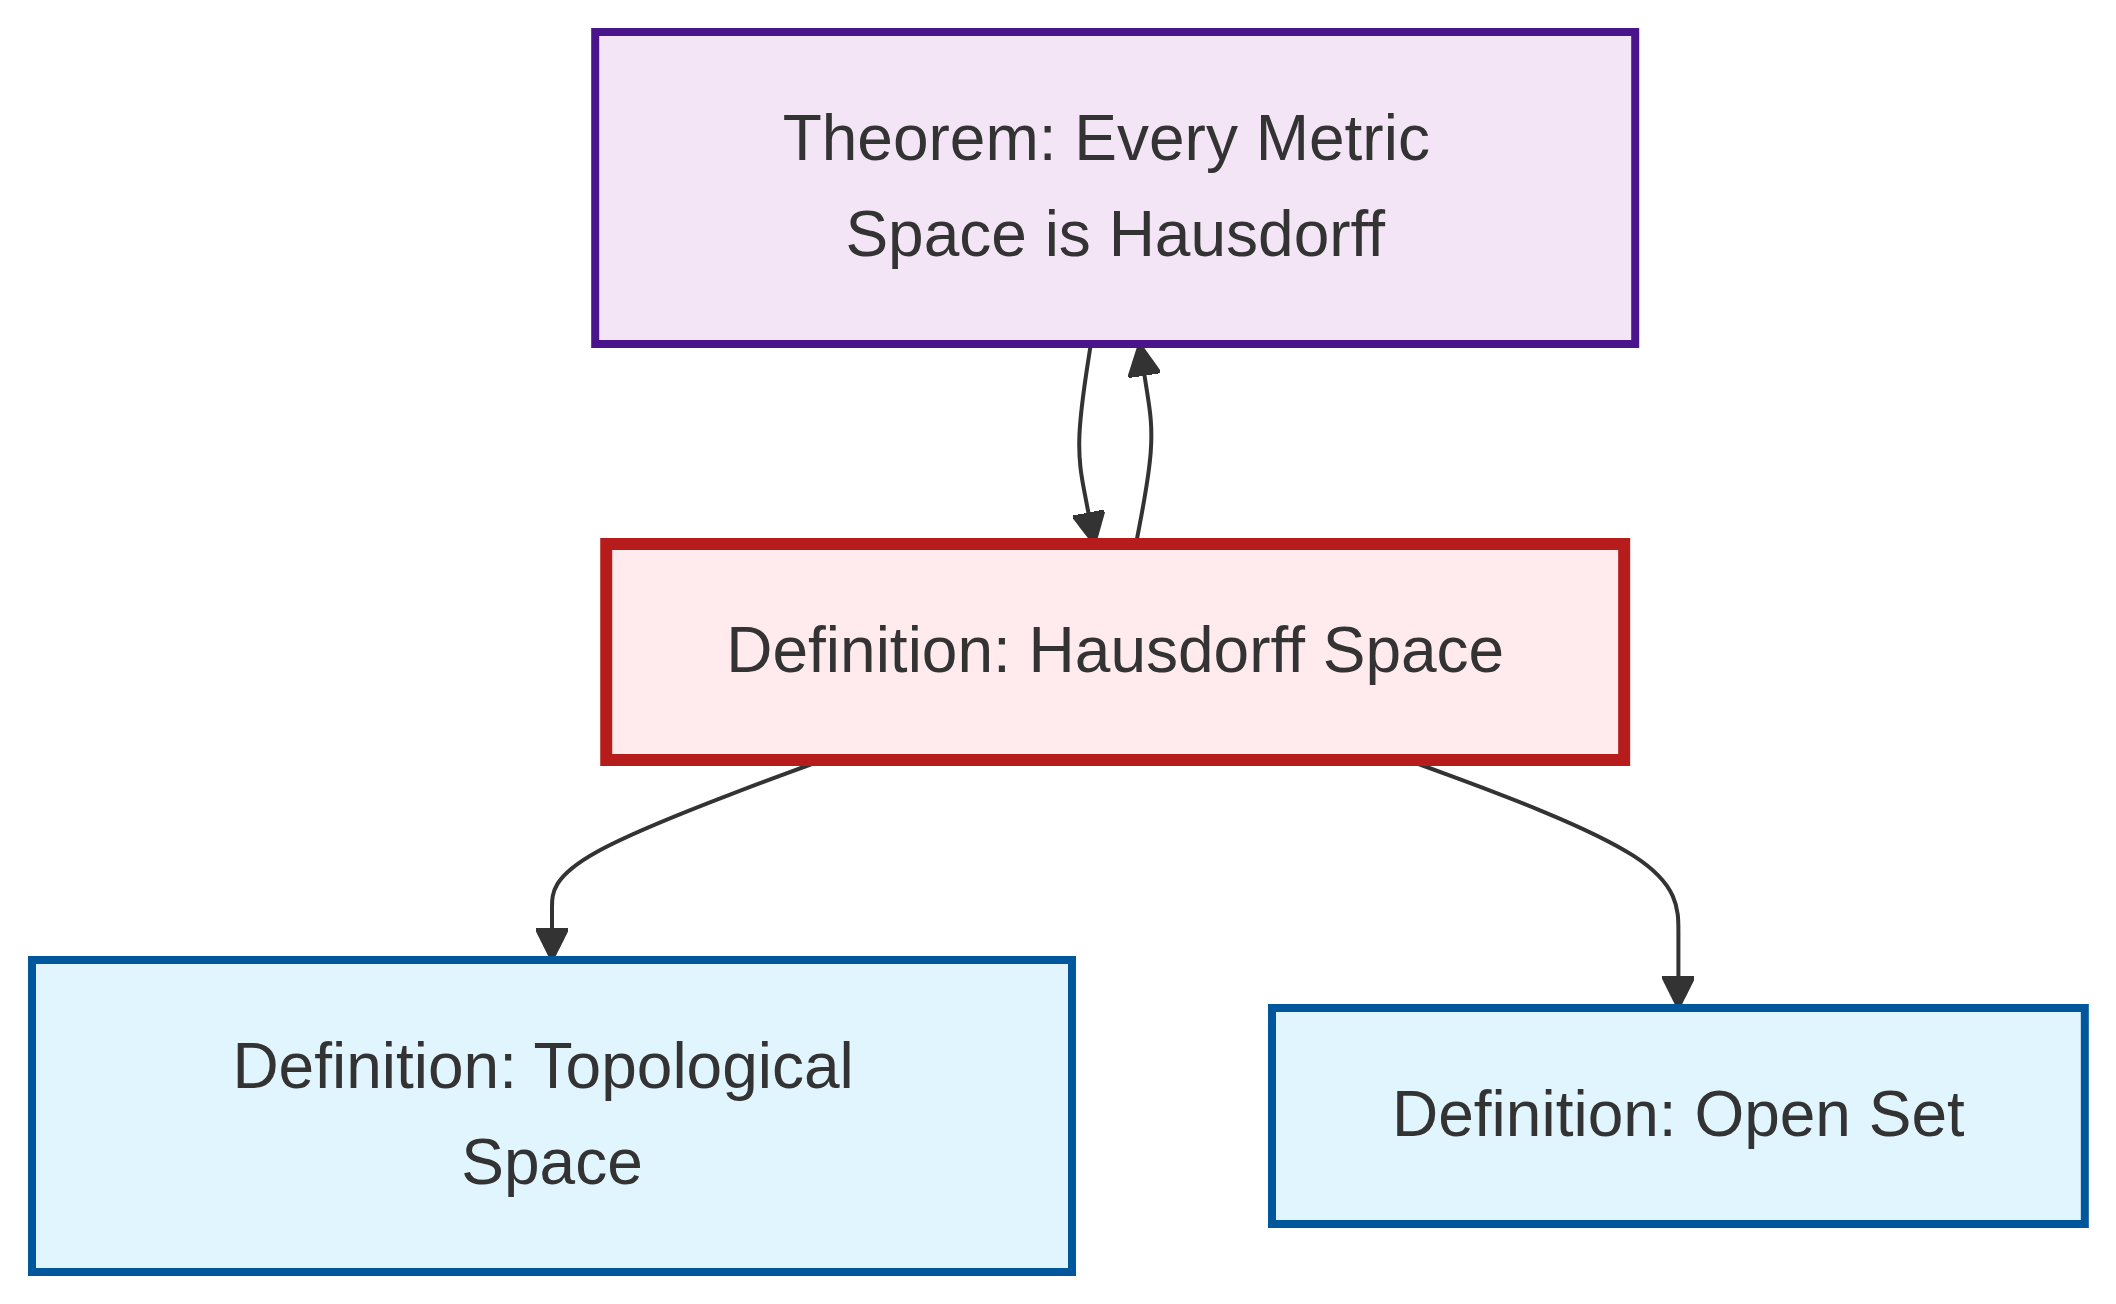 Theorem: Every Metric
Space is Hausdorff
Definition: Hausdorff Space
Definition: Topological
Space
Definition: Open Set